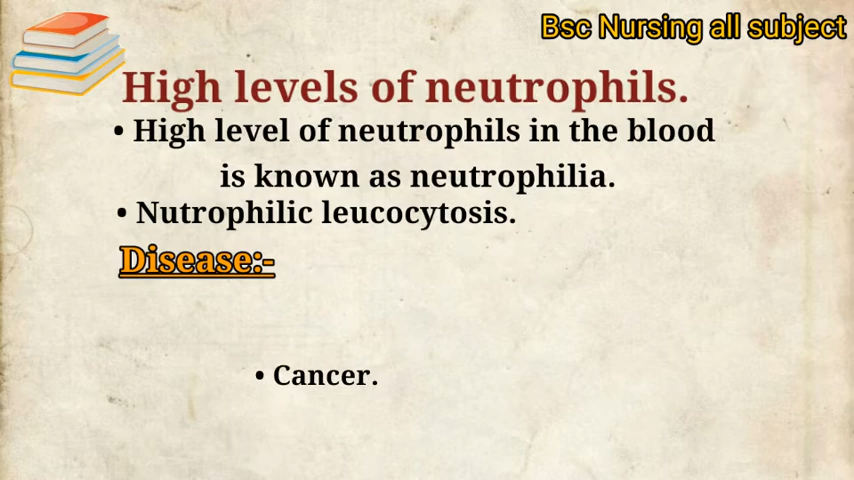 Bsc Nursing all subject
High levels of neutrophils.
• High level of neutrophils in the blood
is known as neutrophilia.
• Nutrophilic leucocytosis.
Disease:-
• Cancer.